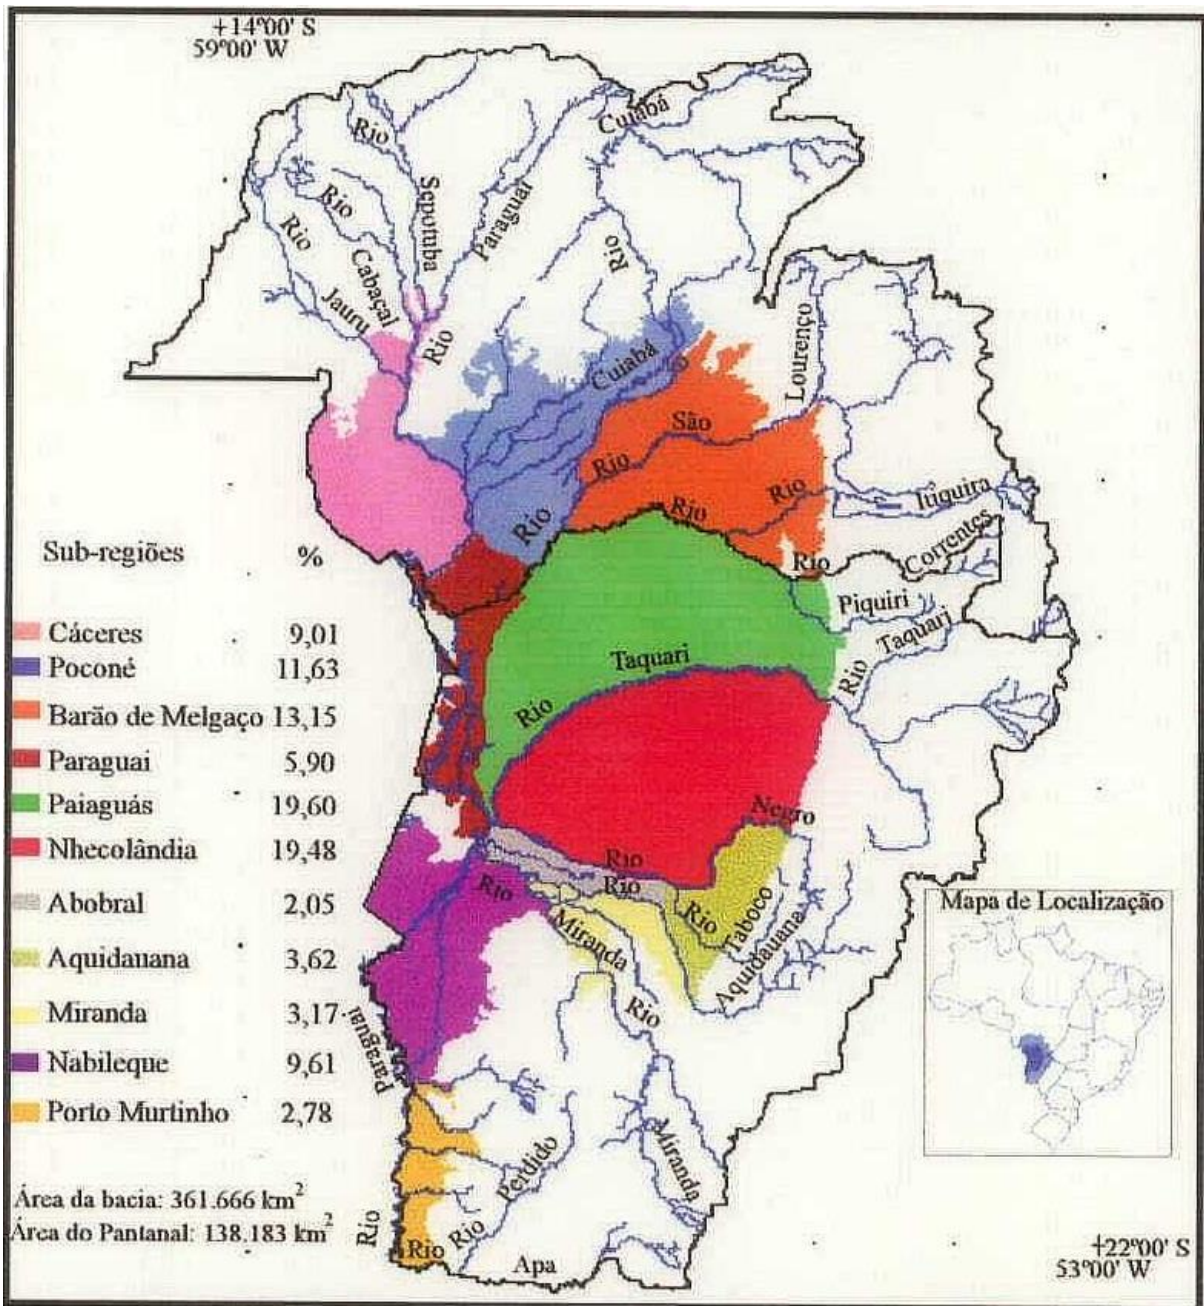 +14°00' S
59°00' W
Cuiabá
Rio
Sepotuba
Paraguai
Rio
Rio
Cabaçal
Jauru
Rio
Rio
Cuiabá
Lourenço
São
Rio
Rio
Itiquira
Rio
Rio
Correntes
Rio
Piquiri
Taquari
Rio
Taquari
Rio
Negro
Rio
Rio
Rio
Miranda
Rio
Taboco
Aquidauana
Rio
Paraguai
Rio
Perdido
Rio
Miranda
Rio
Apa
Sub-regiões %
Cáceres 9,01
Poconé 11,63
Barão de Melgaço 13,15
Paraguai 5,90
Paiaguás 19,60
Nhecolândia 19,48
Abobral 2,05
Aquidauana 3,62
Miranda 3,17
Nabileque 9,61
Porto Murtinho 2,78
Área da bacia: 361.666 km²
Área do Pantanal: 138.183 km²
Mapa de Localização
+22°00' S
53°00' W